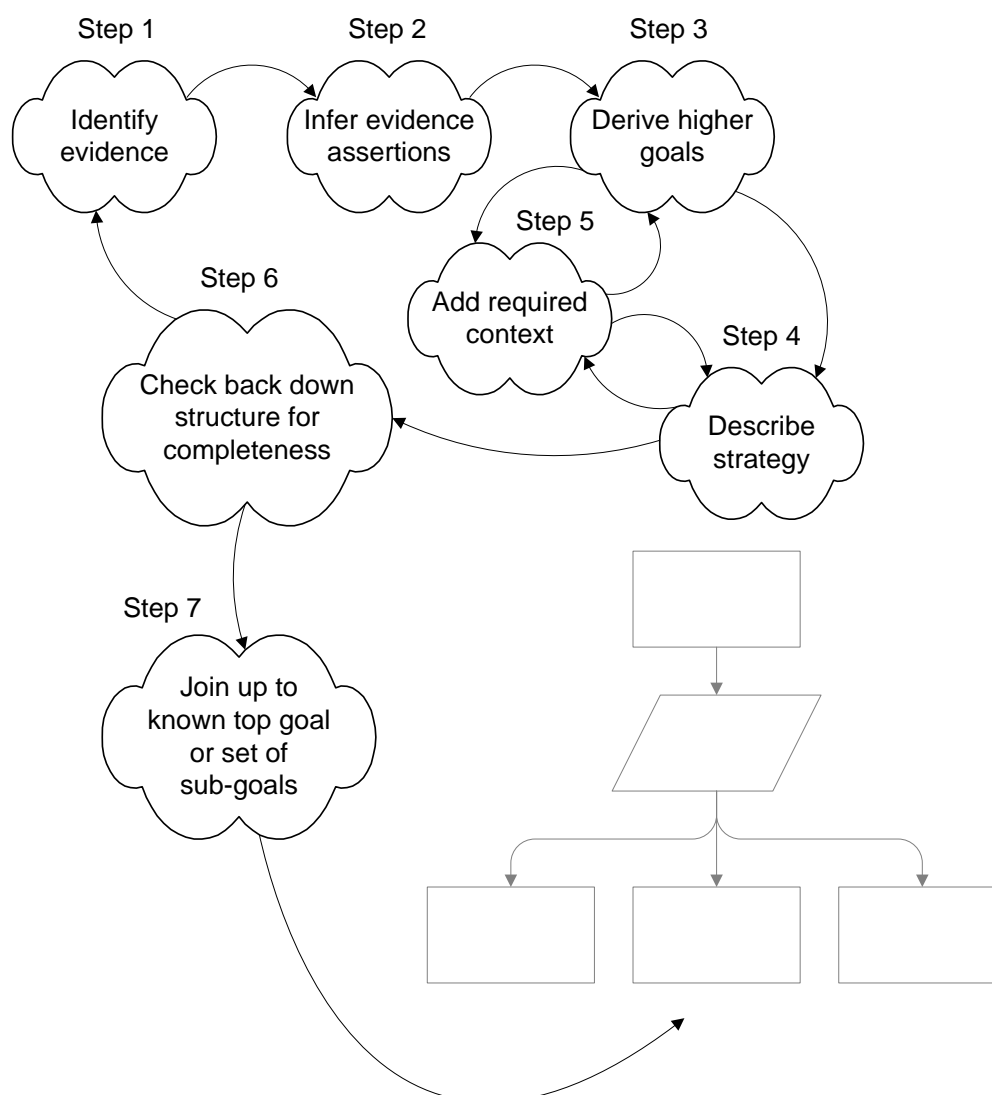 Step 1
Identify
evidence
Step 2
Infer evidence
assertions
Step 3
Derive higher
goals
Step 5
Add required
context
Step 4
Describe
strategy
Step 6
Check back down
structure for
completeness
Step 7
Join up to
known top goal
or set of
sub-goals